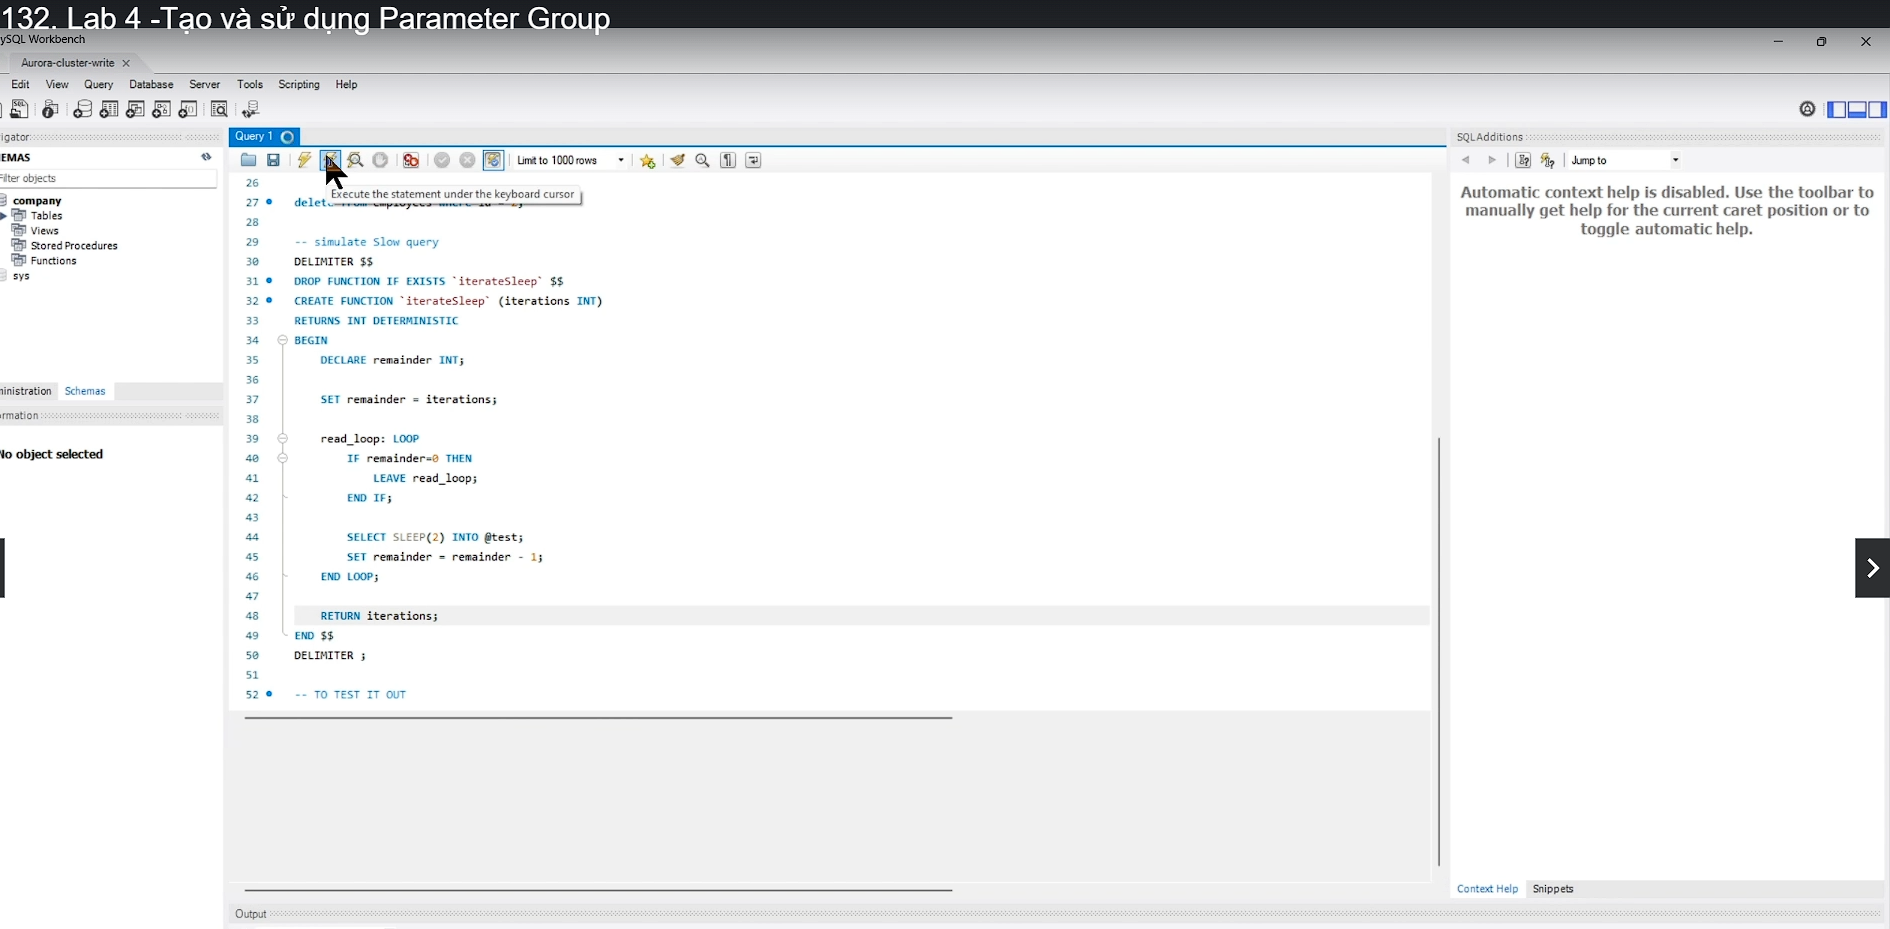 132. Lab 4 -Tạo và sử dụng Parameter Group
ySQL Workbench
Aurora-cluster-write
Edit View Query Database Server Tools Scripting Help
igator
EMAS
Filter objects
company
Tables
Views
Stored Procedures
Functions
sys
ministration Schemas
ormation
No object selected
Query 1
Limit to 1000 rows
Execute the statement under the keyboard cursor
26
27 delete from employees where id = 2;
28
29 -- simulate Slow query
30 DELIMITER $$
31 DROP FUNCTION IF EXISTS `iterateSleep` $$
32 CREATE FUNCTION `iterateSleep` (iterations INT)
33 RETURNS INT DETERMINISTIC
34 BEGIN
35 DECLARE remainder INT;
36
37 SET remainder = iterations;
38
39 read_loop: LOOP
40 IF remainder=0 THEN
41 LEAVE read_loop;
42 END IF;
43
44 SELECT SLEEP(2) INTO @test;
45 SET remainder = remainder - 1;
46 END LOOP;
47
48 RETURN iterations;
49 END $$
50 DELIMITER ;
51
52 -- TO TEST IT OUT
SQLAdditions
Jump to
Automatic context help is disabled. Use the toolbar to
manually get help for the current caret position or to
toggle automatic help.
Context Help Snippets
Output